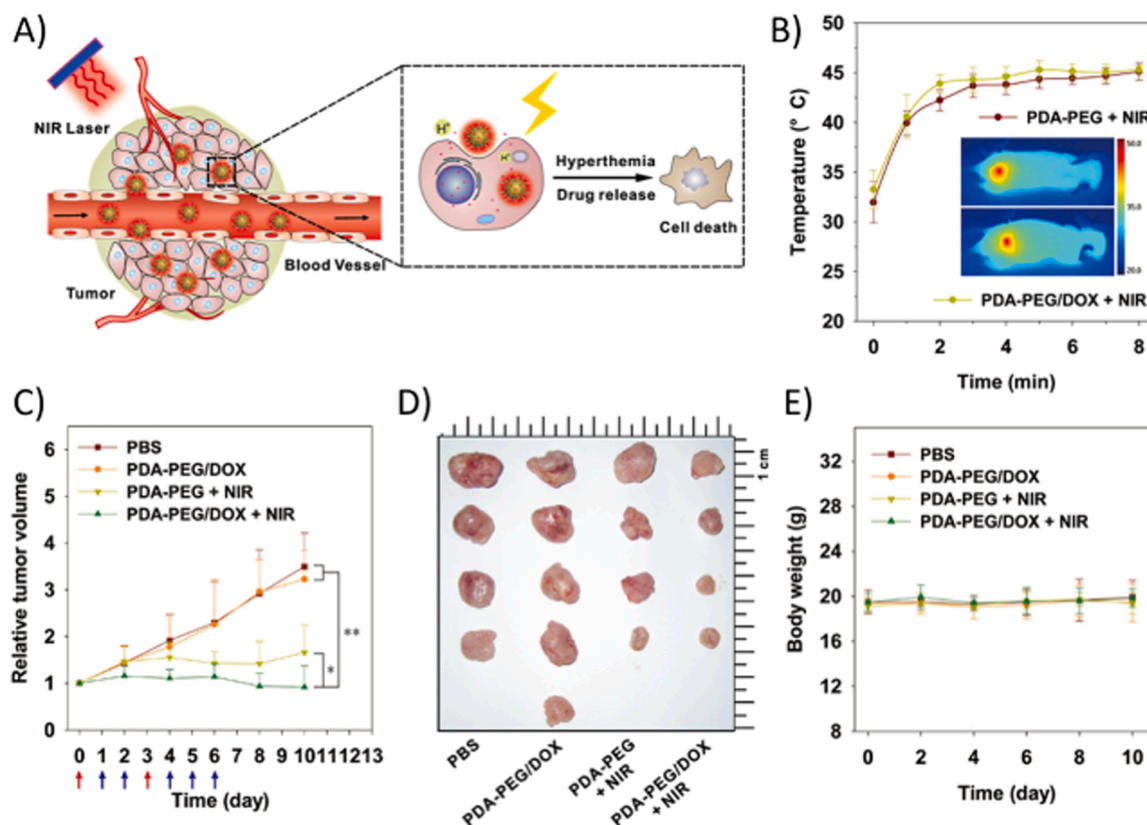 A)
NIR Laser
Tumor
Blood Vessel
H+
H+
Hyperthemia
Drug release
Cell death
B)
Temperature (° C)
50
45
40
35
30
25
20
PDA-PEG + NIR
50.0
35.0
20.0
PDA-PEG/DOX + NIR
0 2 4 6 8
Time (min)
C)
Relative tumor volume
6
5
4
3
2
1
0
PBS
PDA-PEG/DOX
PDA-PEG + NIR
PDA-PEG/DOX + NIR
**
*
0 1 2 3 4 5 6 7 8 9 10 11 12 13
Time (day)
D)
1 cm
PBS
PDA-PEG/DOX
PDA-PEG
+ NIR
PDA-PEG/DOX
+ NIR
E)
Body weight (g)
32
28
24
20
16
12
8
PBS
PDA-PEG/DOX
PDA-PEG + NIR
PDA-PEG/DOX + NIR
0 2 4 6 8 10
Time (day)